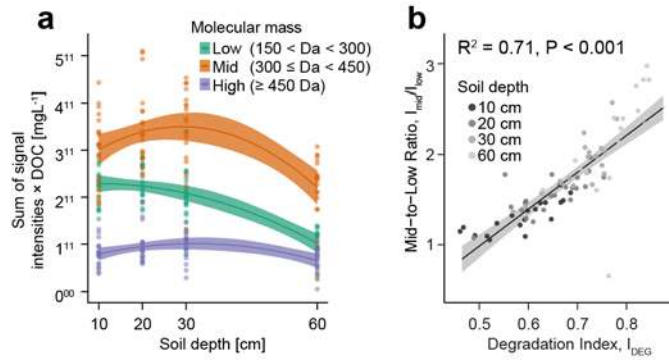 a
Molecular mass
Low (150 < Da < 300)
Mid (300 ≤ Da < 450)
High (≥ 450 Da)
Sum of signal
intensities × DOC [mgL⁻¹]
5¹¹
4¹¹
3¹¹
2¹¹
1¹¹
0⁰⁰
10
20
30
60
Soil depth [cm]
b
R² = 0.71, P < 0.001
Soil depth
10 cm
20 cm
30 cm
60 cm
Mid-to-Low Ratio, I_mid/I_low
3
2
1
0.5
0.6
0.7
0.8
Degradation Index, I_DEG